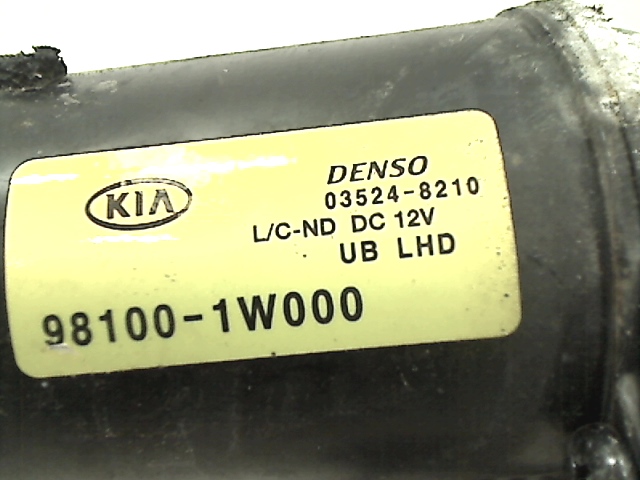 KIA
DENSO
03524-8210
L/C-ND DC 12V
UB LHD
98100-1W000